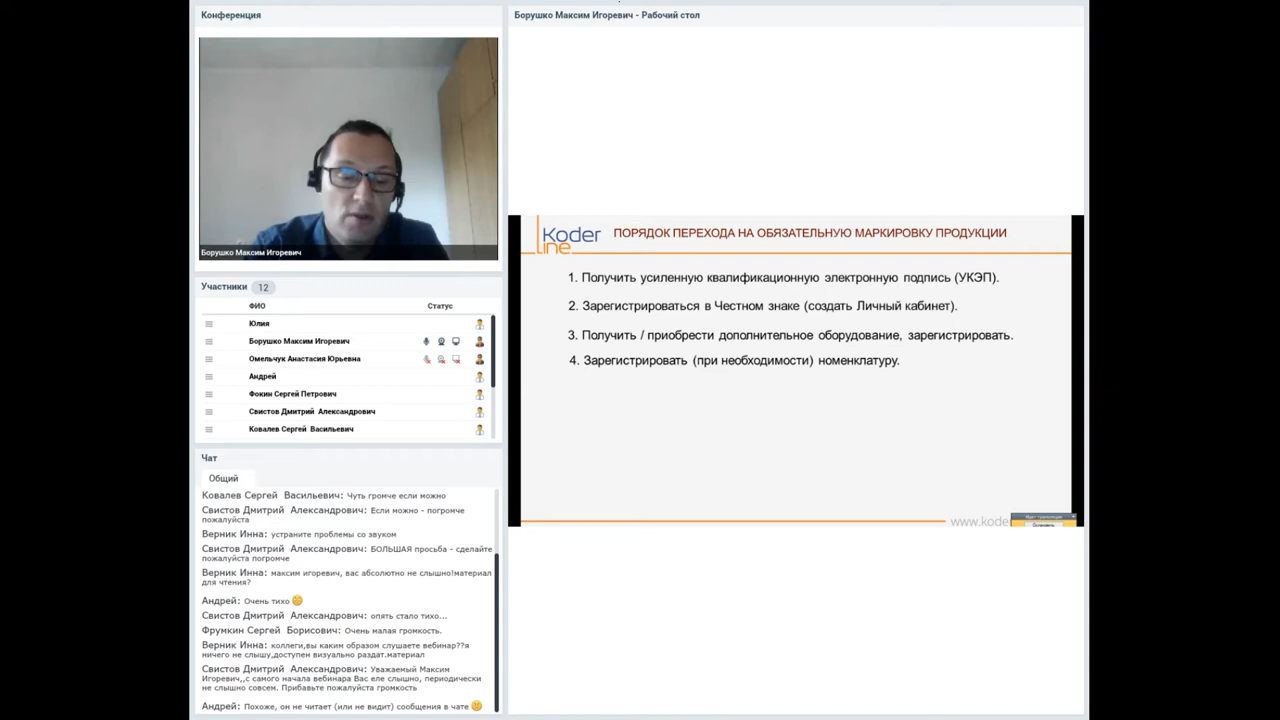 Конференция
Борушко Максим Игоревич
Участники 12
ФИО Статус
Юлия
Борушко Максим Игоревич
Омельчук Анастасия Юрьевна
Андрей
Фокин Сергей Петрович
Свистов Дмитрий Александрович
Ковалев Сергей Васильевич
Чат
Общий
Ковалев Сергей Васильевич: Чуть громче если можно
Свистов Дмитрий Александрович: Если можно - погромче
пожалуйста
Верник Инна: устраните проблемы со звуком
Свистов Дмитрий Александрович: БОЛЬШАЯ просьба - сделайте
пожалуйста погромче
Верник Инна: максим игоревич, вас абсолютно не слышно!материал
для чтения?
Андрей: Очень тихо
Свистов Дмитрий Александрович: опять стало тихо...
Фрумкин Сергей Борисович: Очень малая громкость.
Верник Инна: коллеги,вы каким образом слушаете вебинар??я
ничего не слышу,доступен визуально раздат.материал
Свистов Дмитрий Александрович: Уважаемый Максим
Игоревич,,с самого начала вебинара Вас еле слышно, периодически
не слышно совсем. Прибавьте пожалуйста громкость
Андрей: Похоже, он не читает (или не видит) сообщения в чате
Борушко Максим Игоревич - Рабочий стол
Koder
line
ПОРЯДОК ПЕРЕХОДА НА ОБЯЗАТЕЛЬНУЮ МАРКИРОВКУ ПРОДУКЦИИ
1. Получить усиленную квалификационную электронную подпись (УКЭП).
2. Зарегистрироваться в Честном знаке (создать Личный кабинет).
3. Получить / приобрести дополнительное оборудование, зарегистрировать.
4. Зарегистрировать (при необходимости) номенклатуру.
www.koder